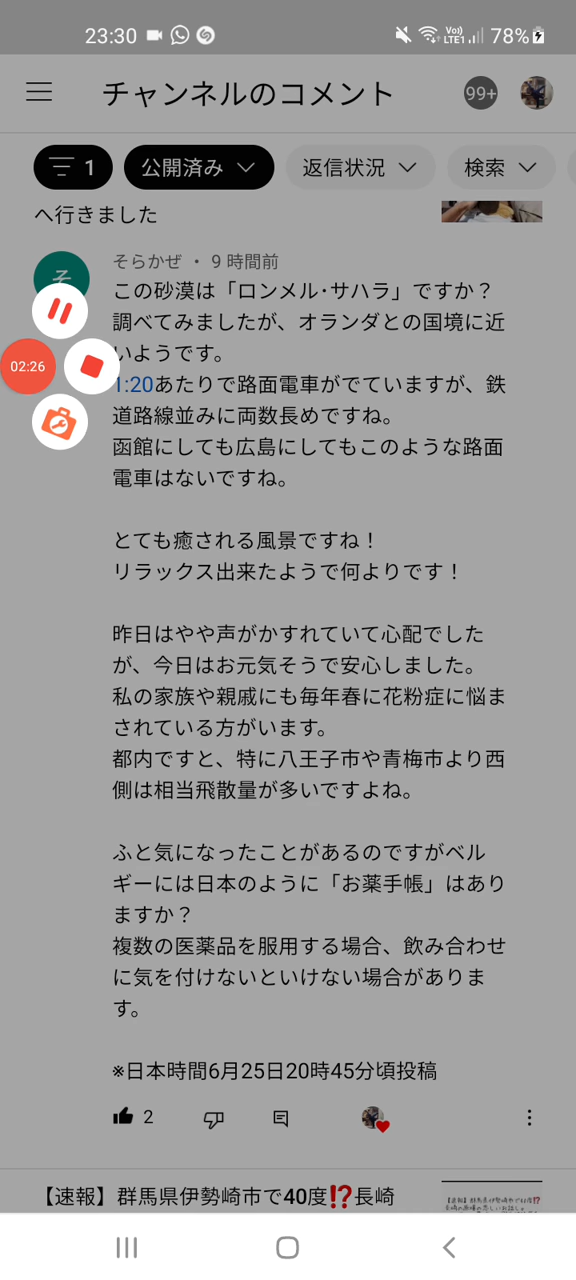 23:30
Vo)) LTE1 78%
チャンネルのコメント
99+
1
公開済み
返信状況
検索
へ行きました
そらかぜ ・ 9 時間前
そ
この砂漠は「ロンメル･サハラ」ですか？
調べてみましたが、オランダとの国境に近
いようです。
02:26
1:20あたりで路面電車がでていますが、鉄
道路線並みに両数長めですね。
函館にしても広島にしてもこのような路面
電車はないですね。
とても癒される風景ですね！
リラックス出来たようで何よりです！
昨日はやや声がかすれていて心配でした
が、今日はお元気そうで安心しました。
私の家族や親戚にも毎年春に花粉症に悩ま
されている方がいます。
都内ですと、特に八王子市や青梅市より西
側は相当飛散量が多いですよね。
ふと気になったことがあるのですがベル
ギーには日本のように「お薬手帳」はあり
ますか？
複数の医薬品を服用する場合、飲み合わせ
に気を付けないといけない場合がありま
す。
※日本時間6月25日20時45分頃投稿
2
【速報】群馬県伊勢崎市で40度⁉️長崎